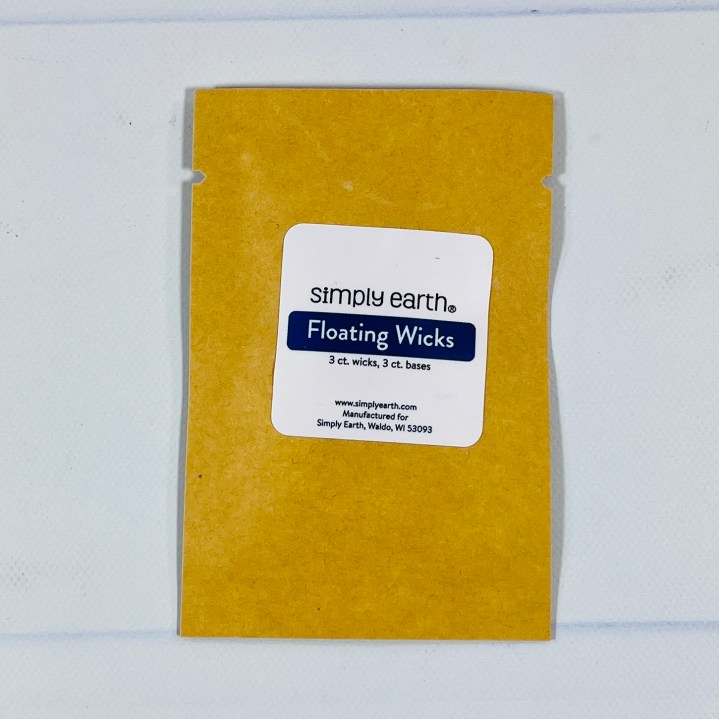 simply earth®
Floating Wicks
3 ct. wicks, 3 ct. bases
www.simplyearth.com
Manufactured for
Simply Earth, Waldo, WI 53093